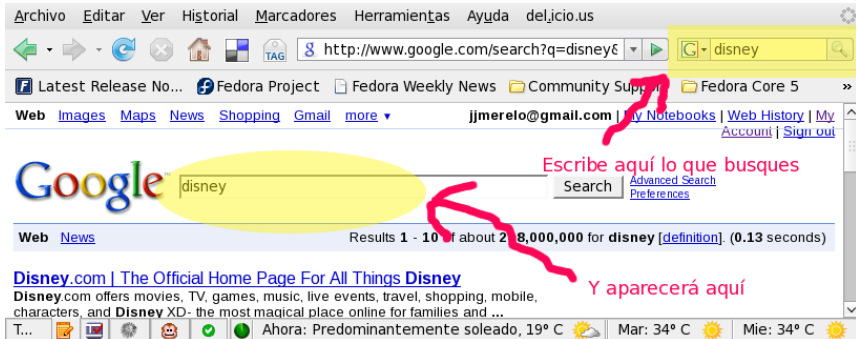 Archivo Editar Ver Historial Marcadores Herramientas Ayuda del.icio.us
TAG http://www.google.com/search?q=disney& G disney
Latest Release No... Fedora Project Fedora Weekly News Community Support Fedora Core 5 »
Web Images Maps News Shopping Gmail more ▼ jjmerelo@gmail.com | My Notebooks | Web History | My
Account | Sign out
Escribe aquí lo que busques
Google™ disney Search Advanced Search
Preferences
Web News Results 1 - 10 of about 000,000 for disney [definition]. (0.13 seconds)
Disney.com | The Official Home Page For All Things Disney
Y aparecerá aquí
Disney.com offers movies, TV, games, music, live events, travel, shopping, mobile,
characters, and Disney XD- the most magical place online for families and ...
T... Ahora: Predominantemente soleado, 19° C Mar: 34° C Mie: 34° C